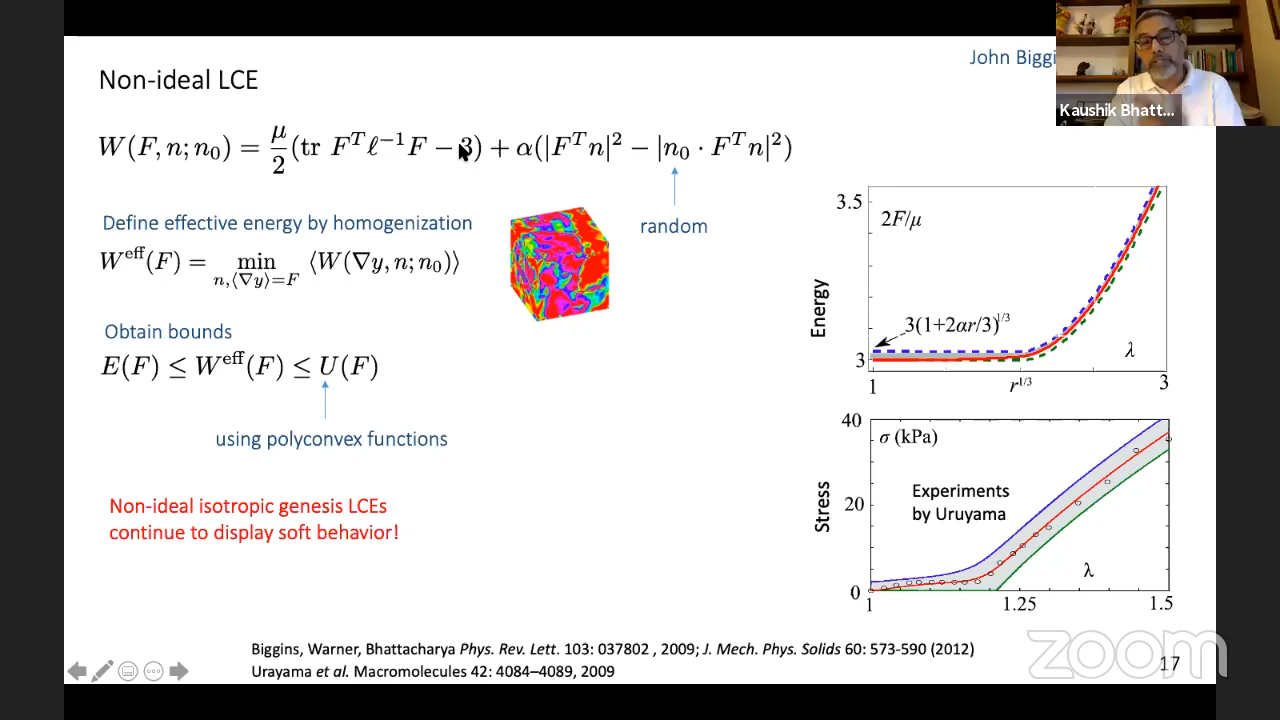 John Biggi
Kaushik Bhatt...
Non-ideal LCE
W(F, n; n₀) = μ/2 (tr Fᵀℓ⁻¹F − 3) + α(|Fᵀn|² − |n₀ · Fᵀn|²)
random
Define effective energy by homogenization
W^eff(F) = min_{n,⟨∇y⟩=F} ⟨W(∇y, n; n₀)⟩
Obtain bounds
E(F) ≤ W^eff(F) ≤ U(F)
using polyconvex functions
Non-ideal isotropic genesis LCEs
continue to display soft behavior!
3.5
2F/μ
Energy
3(1+2αr/3)^1/3
λ
3
1
r^1/3
3
40
σ (kPa)
Stress
20
Experiments
by Uruyama
λ
0
1
1.25
1.5
Biggins, Warner, Bhattacharya Phys. Rev. Lett. 103: 037802 , 2009; J. Mech. Phys. Solids 60: 573-590 (2012)
Urayama et al. Macromolecules 42: 4084–4089, 2009
zoom
17